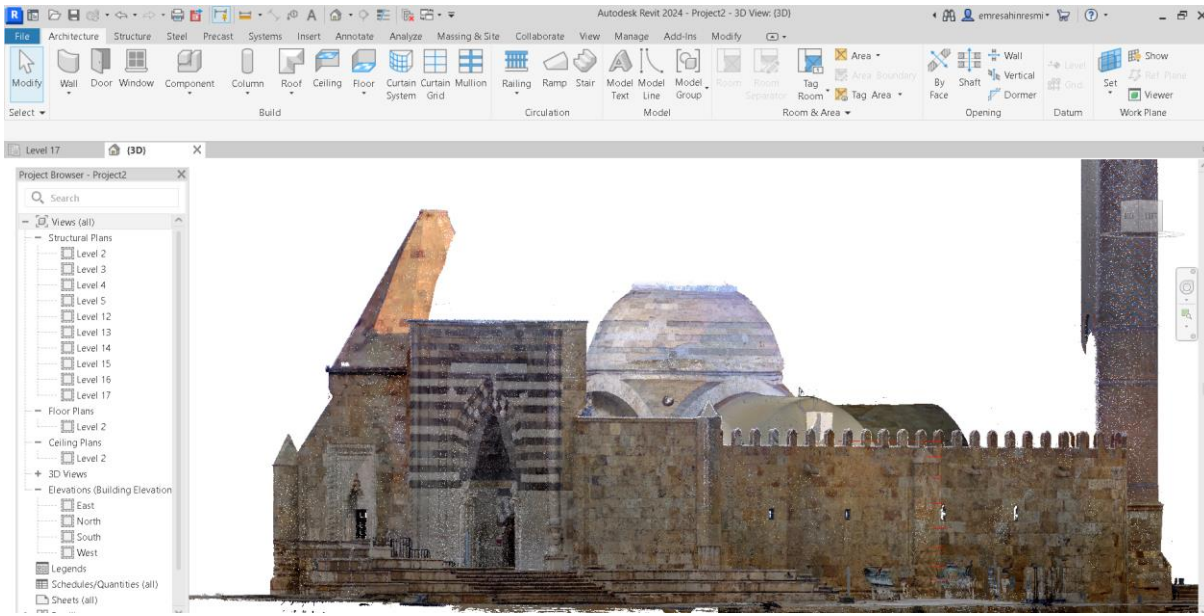 Autodesk Revit 2024 - Project2 - 3D View: {3D}
emresahinresmi
File Architecture Structure Steel Precast Systems Insert Annotate Analyze Massing & Site Collaborate View Manage Add-Ins Modify
Modify
Wall Door Window Component Column Roof Ceiling Floor Curtain System Curtain Grid Mullion
Railing Ramp Stair
Model Text Model Line Model Group
Room Room Separator Tag Room
Area
Area Boundary
Tag Area
By Face Shaft
Wall
Vertical
Dormer
Level
Grid
Set
Show
Ref Plane
Viewer
Select Build Circulation Model Room & Area Opening Datum Work Plane
Level 17 {3D}
Project Browser - Project2
Search
Views (all)
Structural Plans
Level 2
Level 3
Level 4
Level 5
Level 12
Level 13
Level 14
Level 15
Level 16
Level 17
Floor Plans
Level 2
Ceiling Plans
Level 2
3D Views
Elevations (Building Elevation
East
North
South
West
Legends
Schedules/Quantities (all)
Sheets (all)